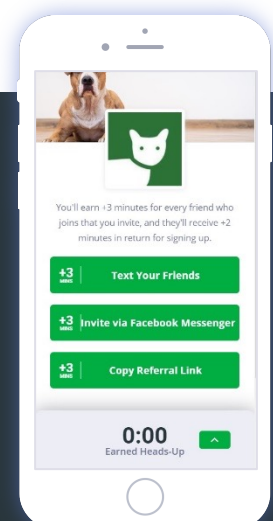 You'll earn +3 minutes for every friend who
joins that you invite, and they'll receive +2
minutes in return for signing up.
+3 MINS Text Your Friends
+3 MINS Invite via Facebook Messenger
+3 MINS Copy Referral Link
0:00
Earned Heads-Up